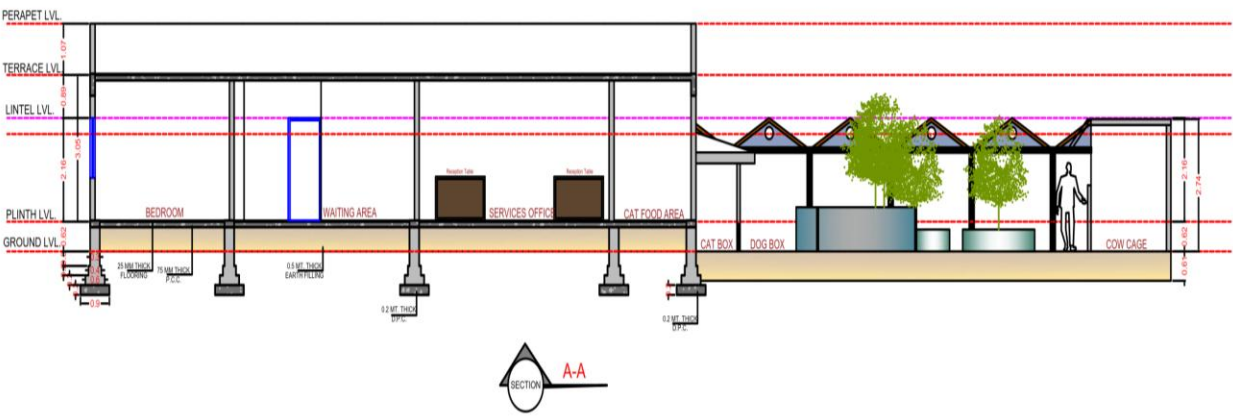 PERAPET LVL.
1.07
TERRACE LVL
0.89
LINTEL LVL.
3.05
2.16
PLINTH LVL.
0.62
GROUND LVL.
BEDROOM
WAITING AREA
Reception Table
SERVICES OFFICE
Reception Table
CAT FOOD AREA
CAT BOX
DOG BOX
COW CAGE
2.16
2.74
0.62
0.61
25 MM THICK
FLOORING
75 MM THICK
P.C.C.
0.5 MT. THICK
EARTH FILLING
0.9
0.2 MT. THICK
D.P.C.
0.2 MT. THICK
D.P.C.
SECTION
A-A